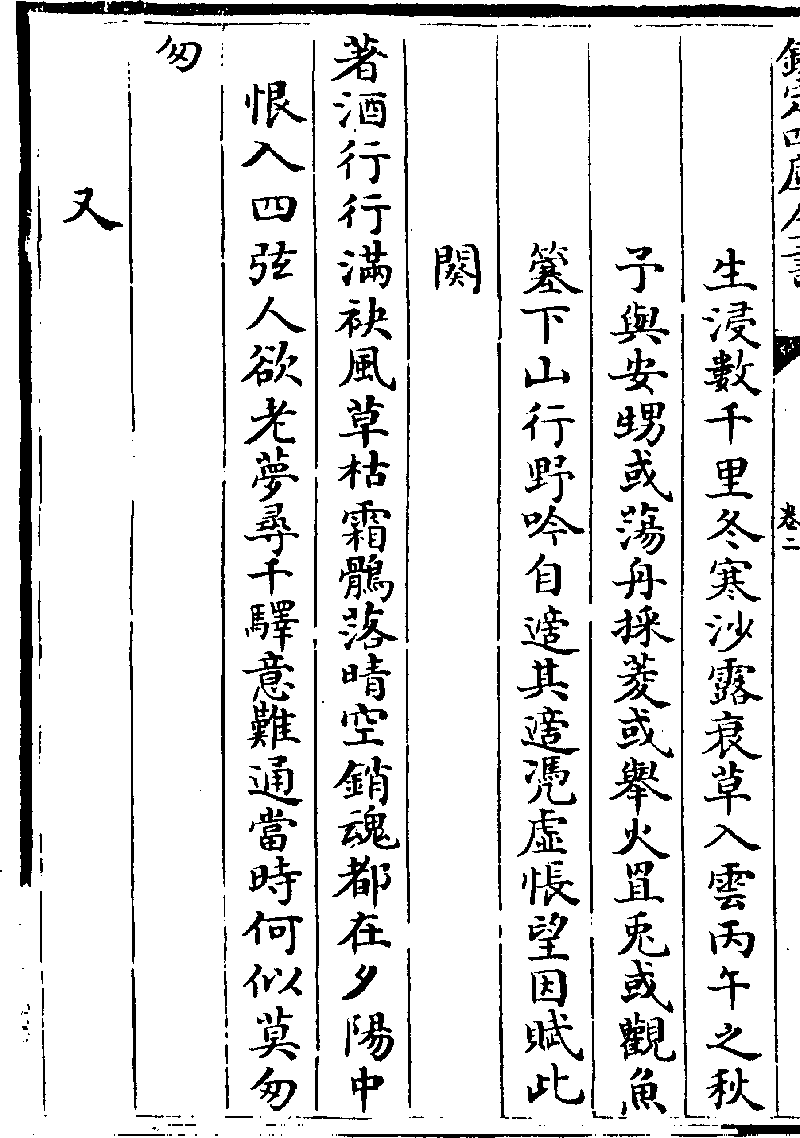 欽定四庫全書
卷二
生浸數千里冬寒沙露衰草入雲丙午之秋
予與安甥或蕩舟採菱或舉火罝兎或觀魚
簺下山行野吟自適其適慿虛悵望因賦此
闋
著酒行行滿袂風草枯霜鶻落晴空銷魂都在夕陽中
恨入四弦人欲老夢尋千驛意難通當時何似莫匆
匆
又